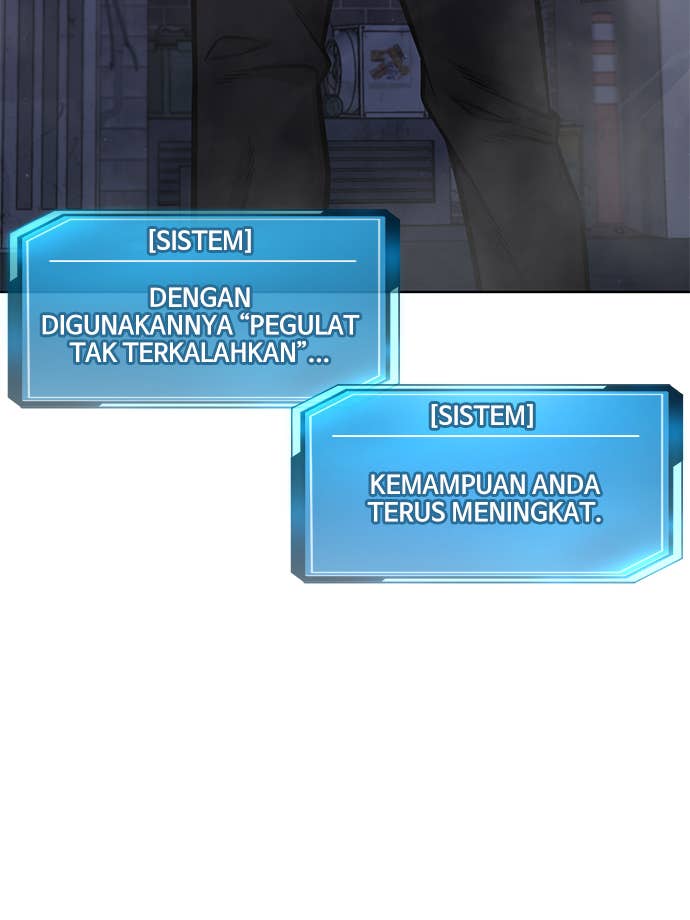 [SISTEM]
DENGAN
DIGUNAKANNYA “PEGULAT
TAK TERKALAHKAN”...
[SISTEM]
KEMAMPUAN ANDA
TERUS MENINGKAT.